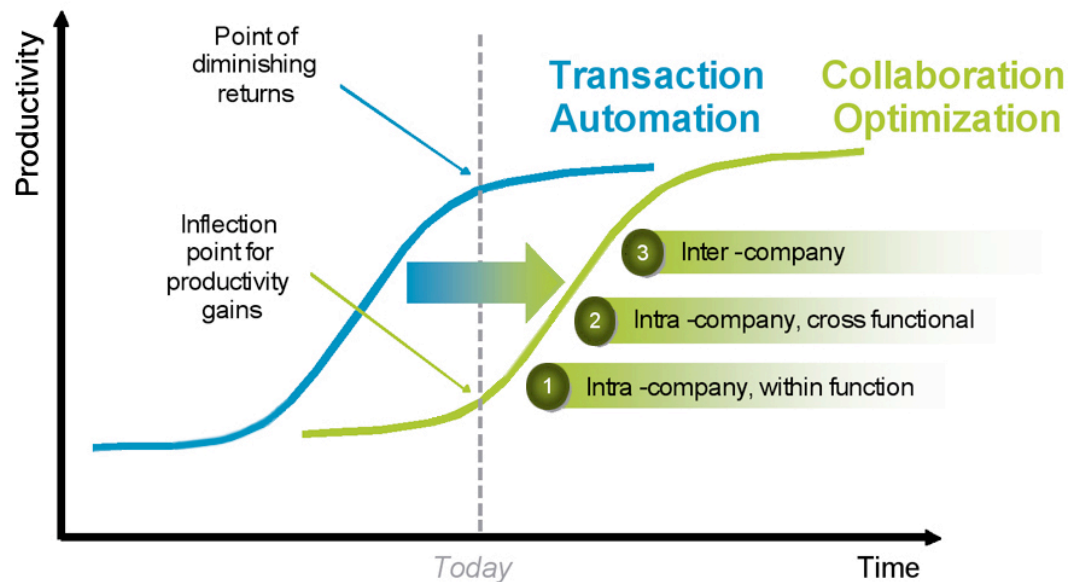 Productivity
Point of
diminishing
returns
Transaction
Automation
Collaboration
Optimization
Inflection
point for
productivity
gains
3 Inter -company
2 Intra -company, cross functional
1 Intra -company, within function
Today
Time